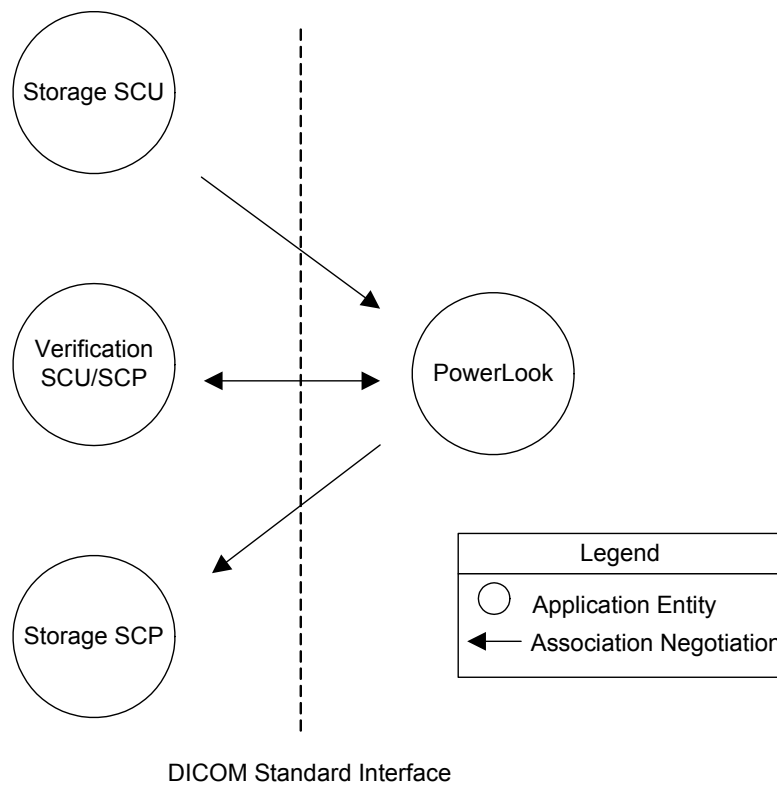 Storage SCU
Verification
SCU/SCP
PowerLook
Storage SCP
Legend
Application Entity
Association Negotiation
DICOM Standard Interface